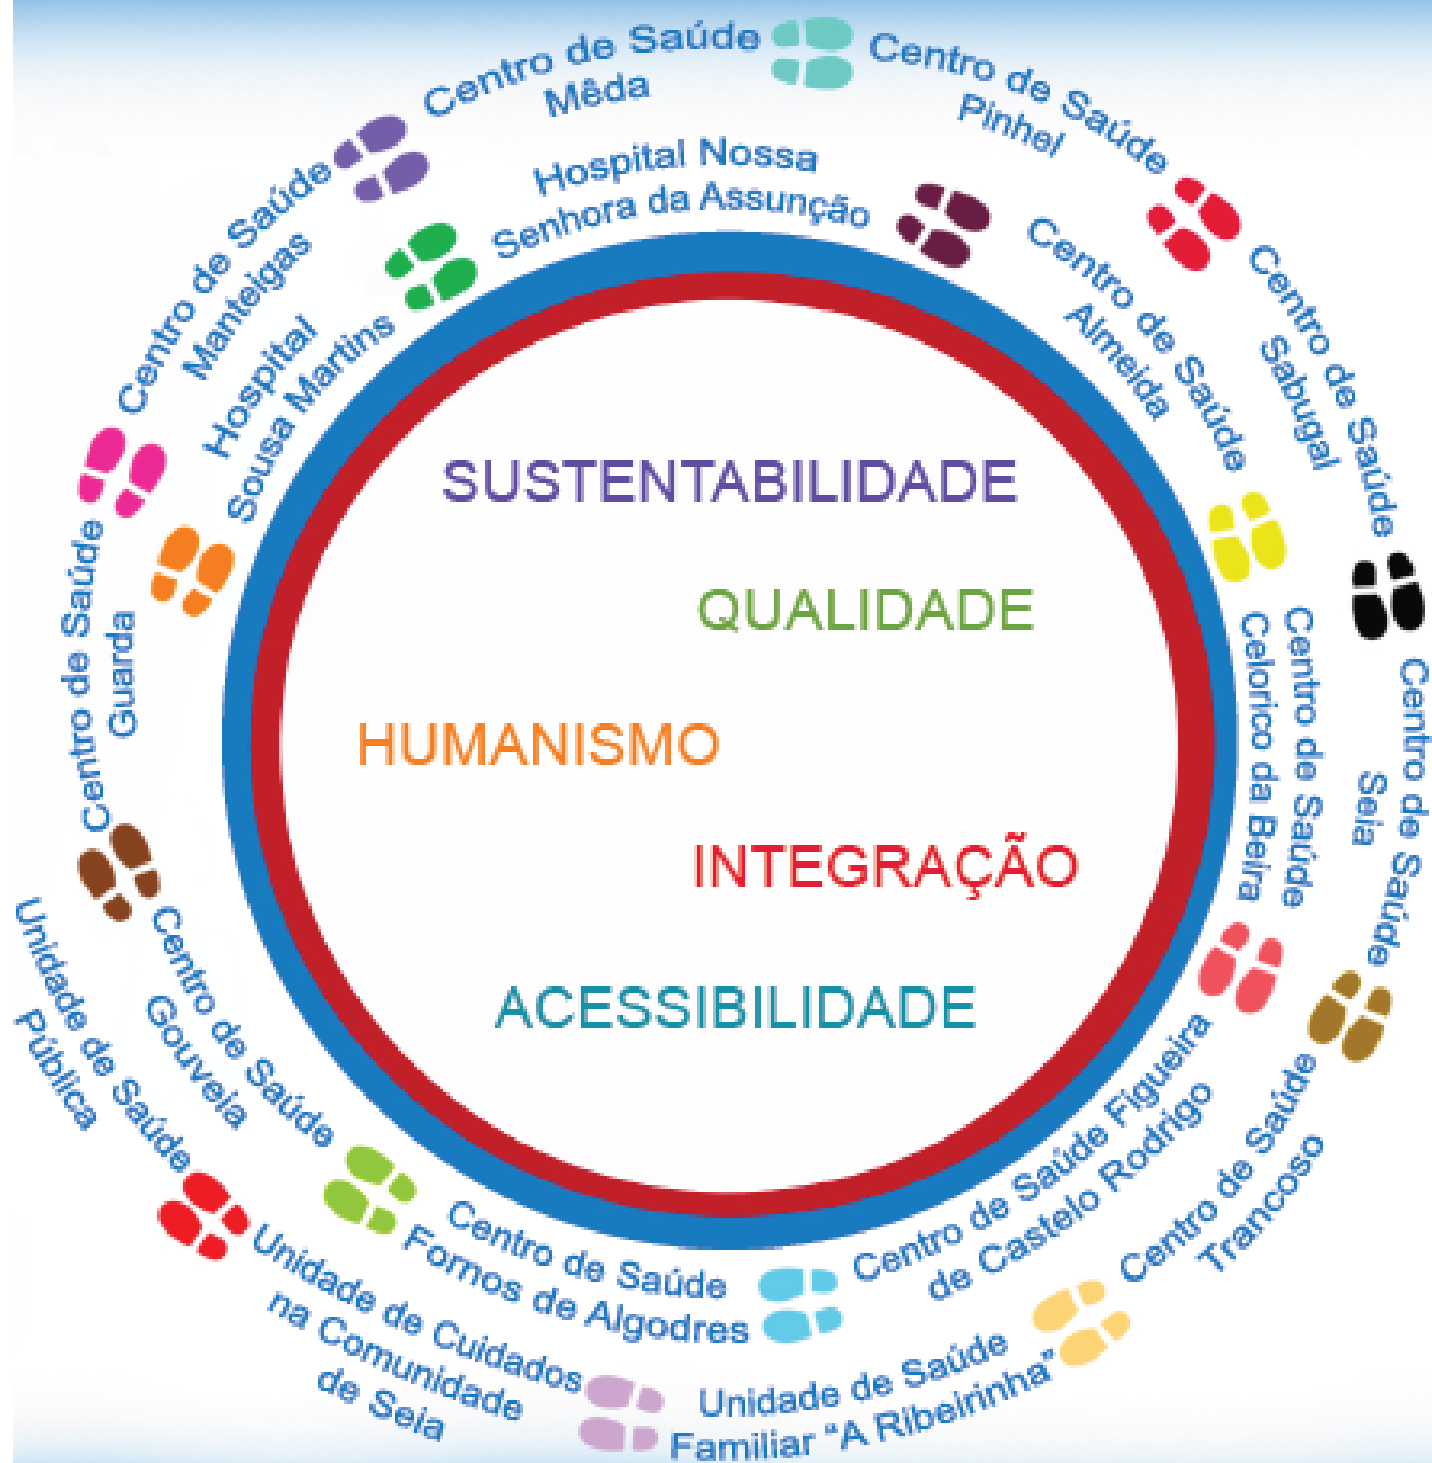 Centro de Saúde
Mêda
Centro de Saúde
Pinhel
Centro de Saúde
Manteigas
Hospital Nossa
Senhora da Assunção
Hospital
Sousa Martins
Centro de Saúde
Almeida
Centro de Saúde
Sabugal
Centro de Saúde
Guarda
SUSTENTABILIDADE
QUALIDADE
HUMANISMO
INTEGRAÇÃO
ACESSIBILIDADE
Centro de Saúde
Celorico da Beira
Centro de Saúde
Seia
Unidade de Saúde
Pública
Centro de Saúde
Gouveia
Centro de Saúde
Fornos de Algodres
Centro de Saúde Figueira
de Castelo Rodrigo
Centro de Saúde
Trancoso
Unidade de Cuidados
na Comunidade
de Seia
Unidade de Saúde
Familiar “A Ribeirinha”